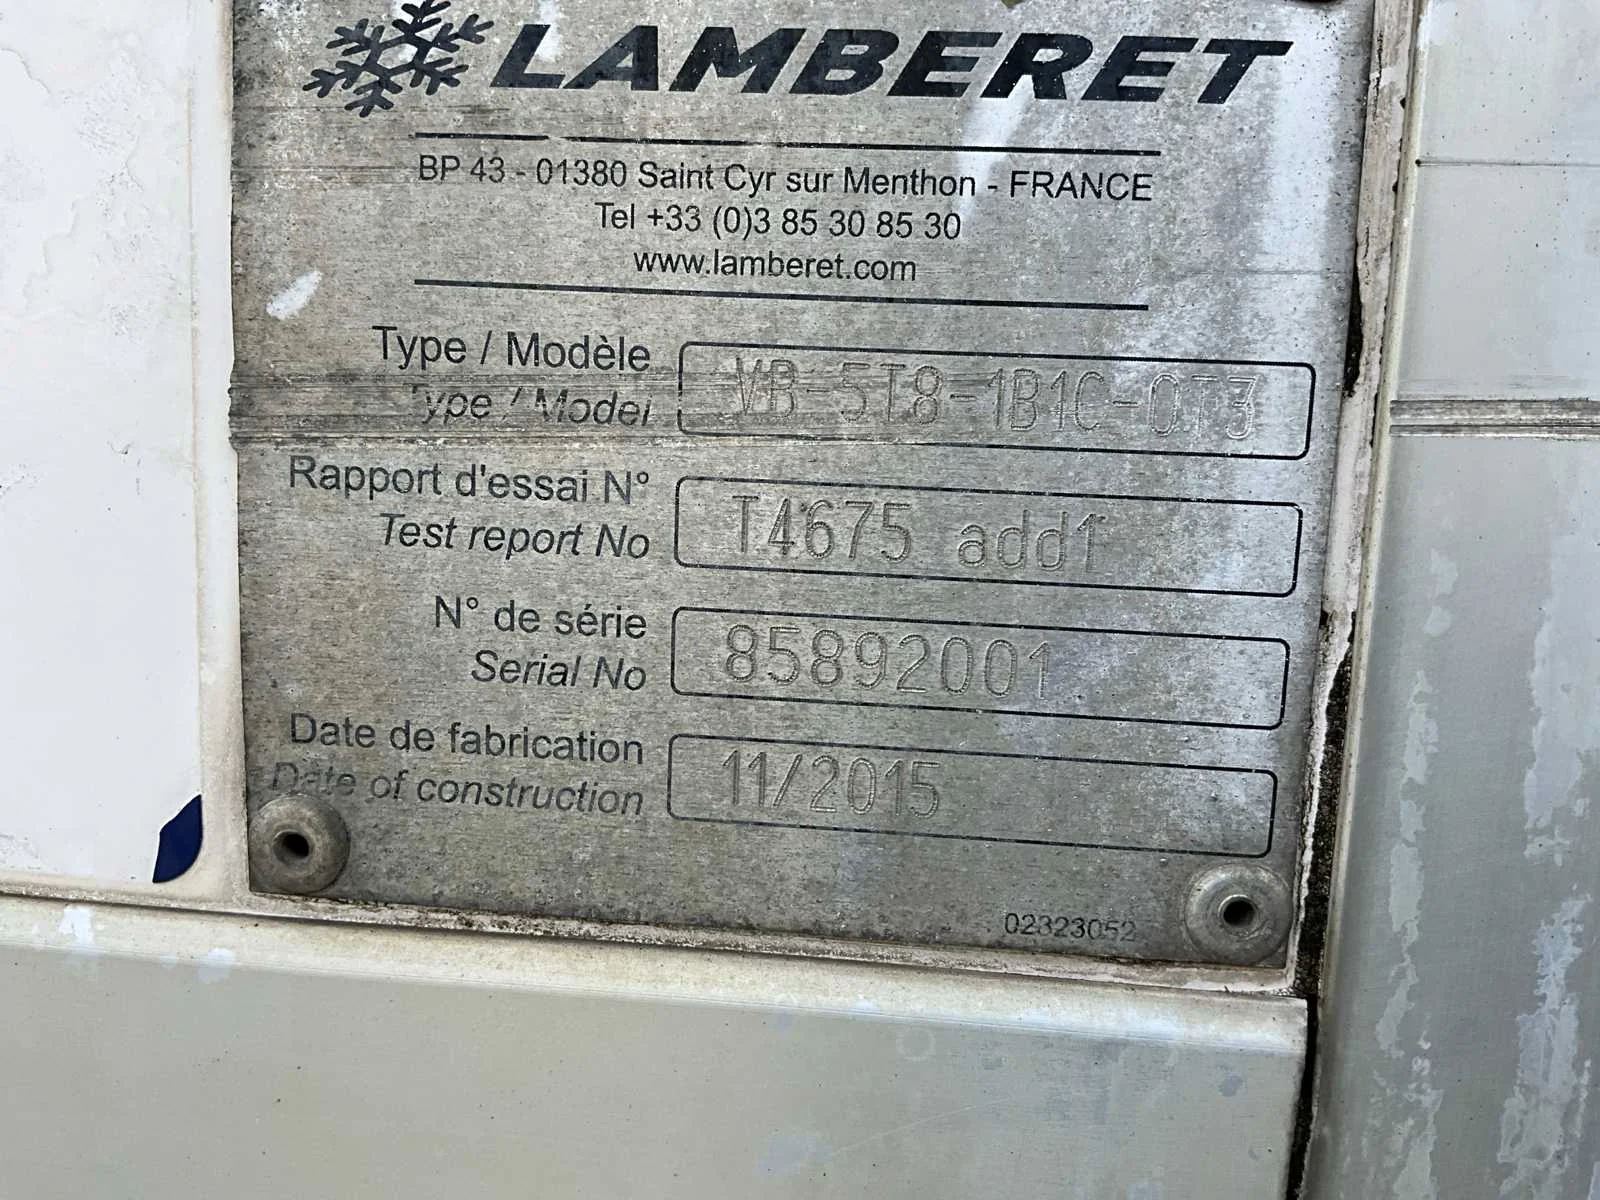 LAMBERET
BP 43 - 01380 Saint Cyr sur Menthon - FRANCE
Tel +33 (0)3 85 30 85 30
www.lamberet.com
Type / Modèle
Type / Model
VB-5T8-1B1C-0T3
Rapport d'essai N°
Test report No
T4675 add1
N° de série
Serial No
85892001
Date de fabrication
Date of construction
11/2015
02323052